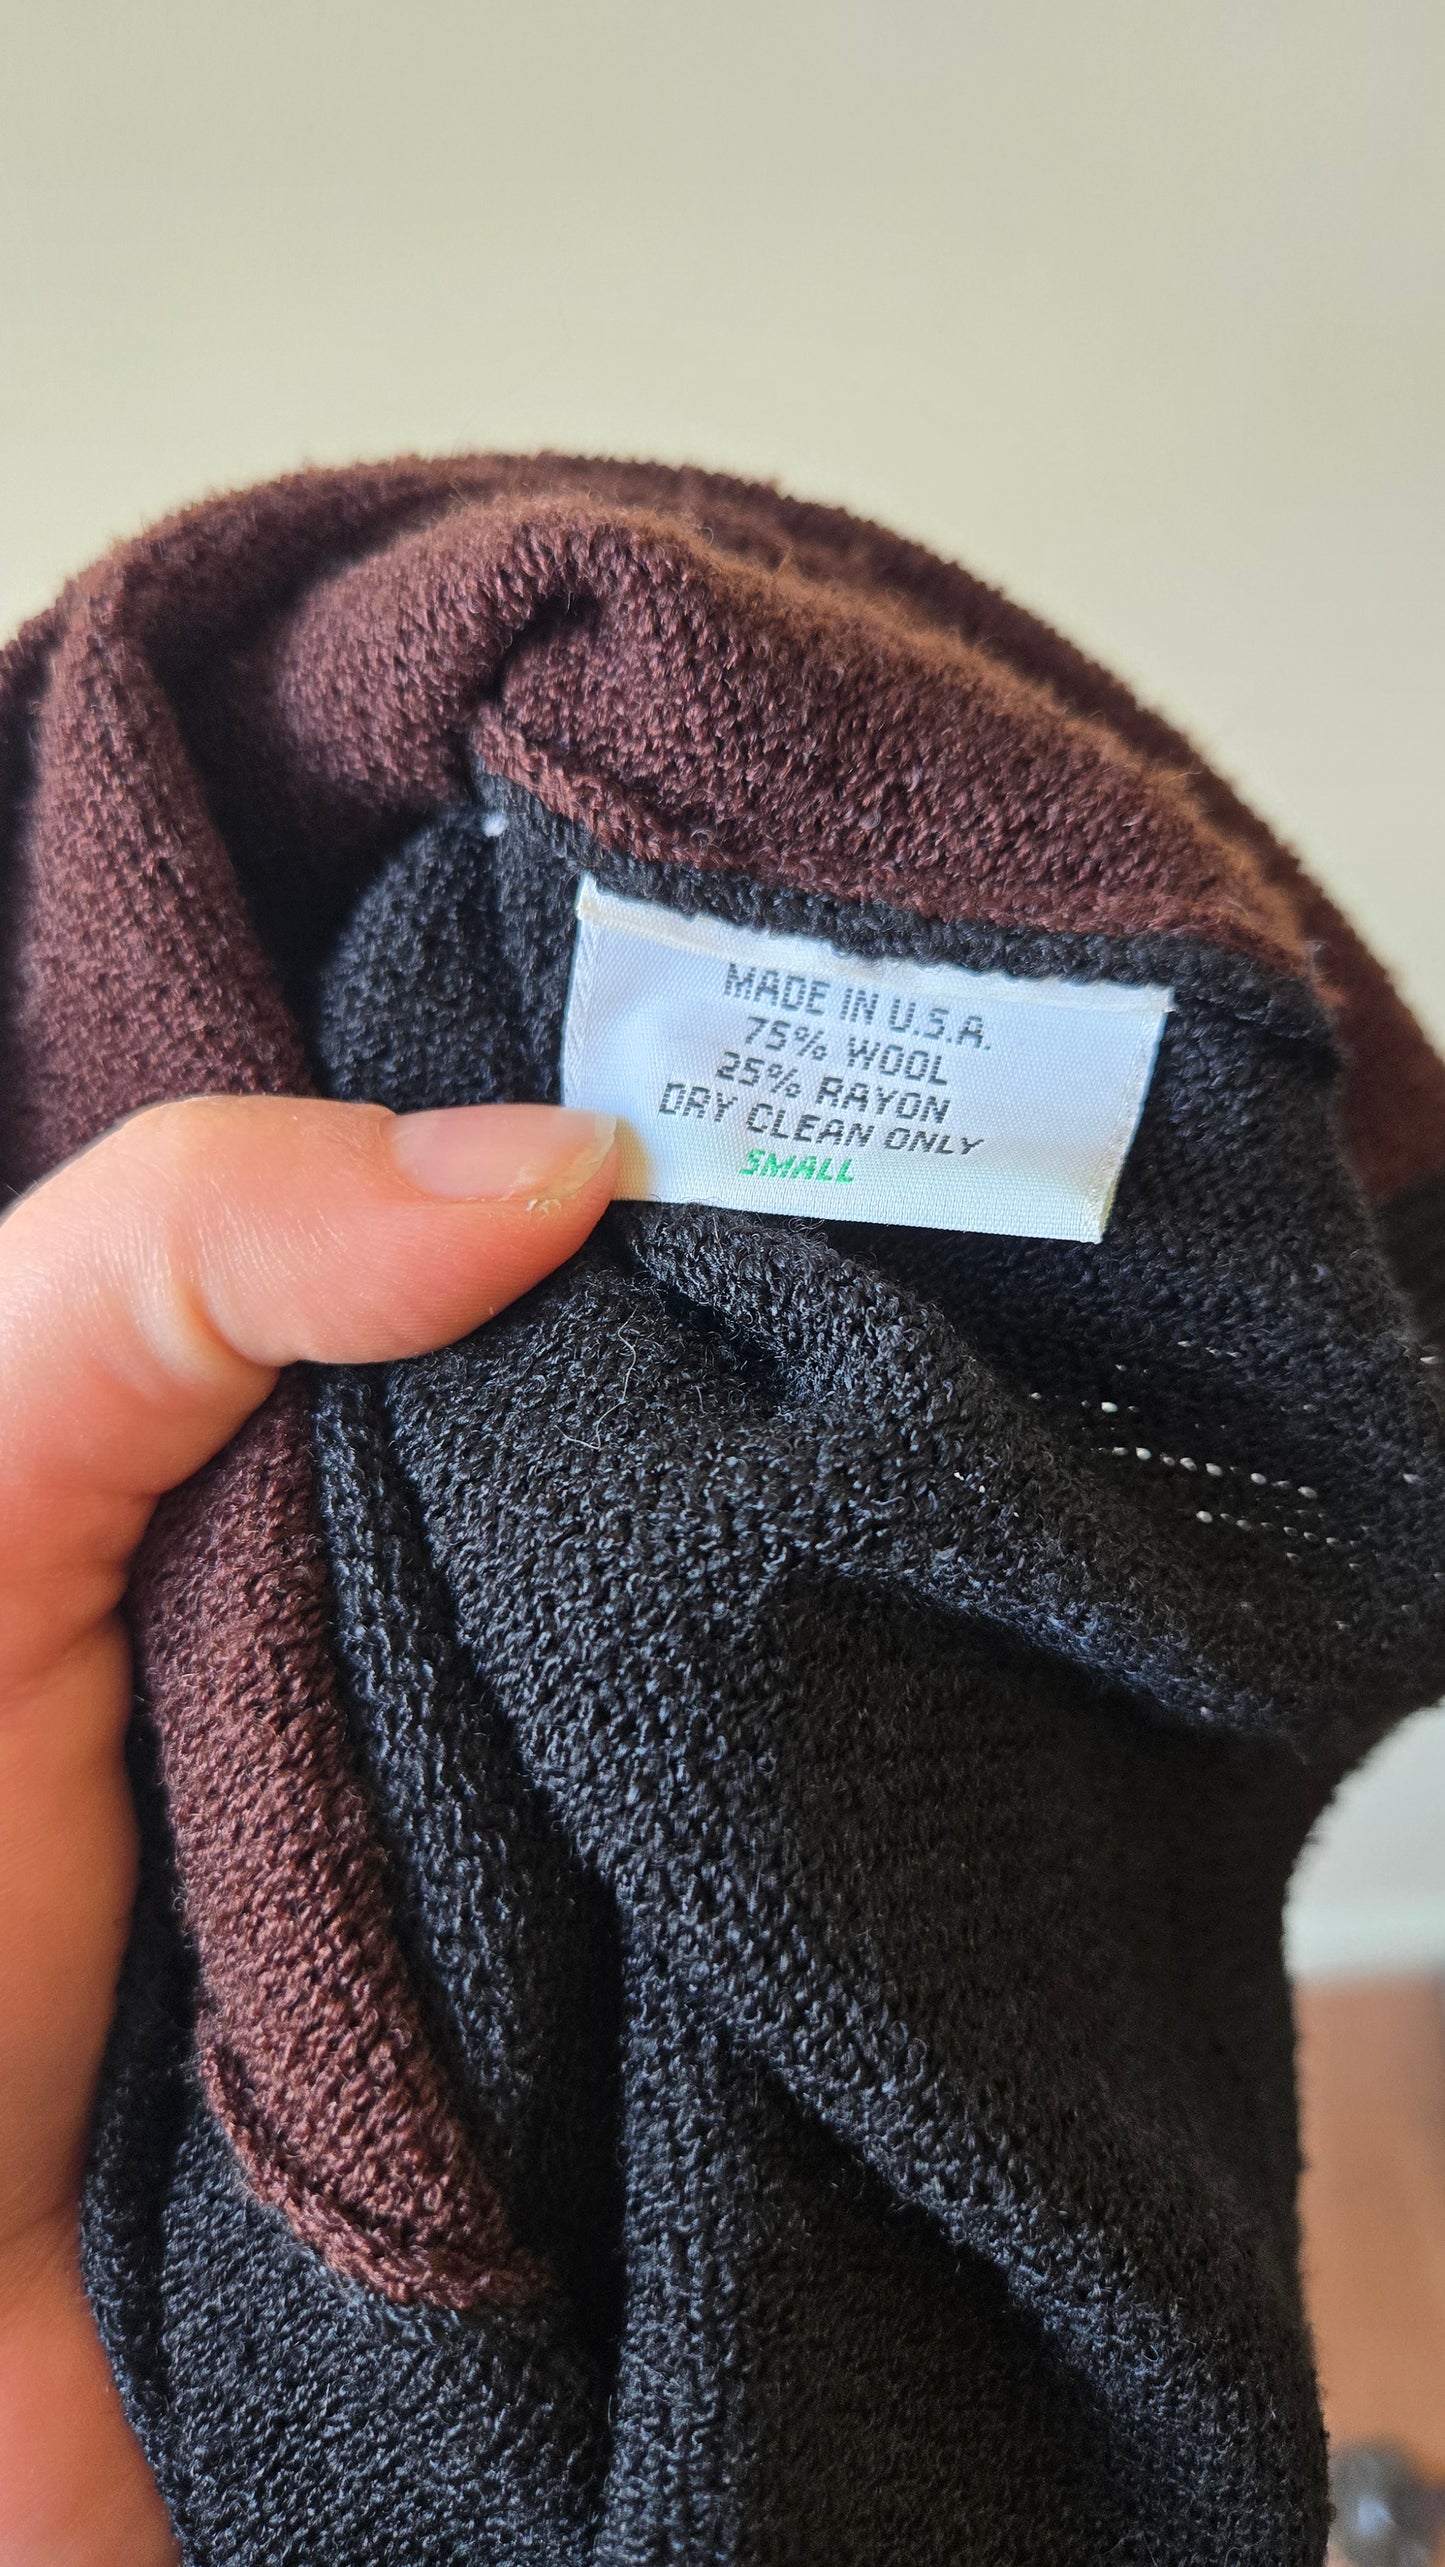 MADE IN U.S.A.
75% WOOL
25% RAYON
DRY CLEAN ONLY
SMALL